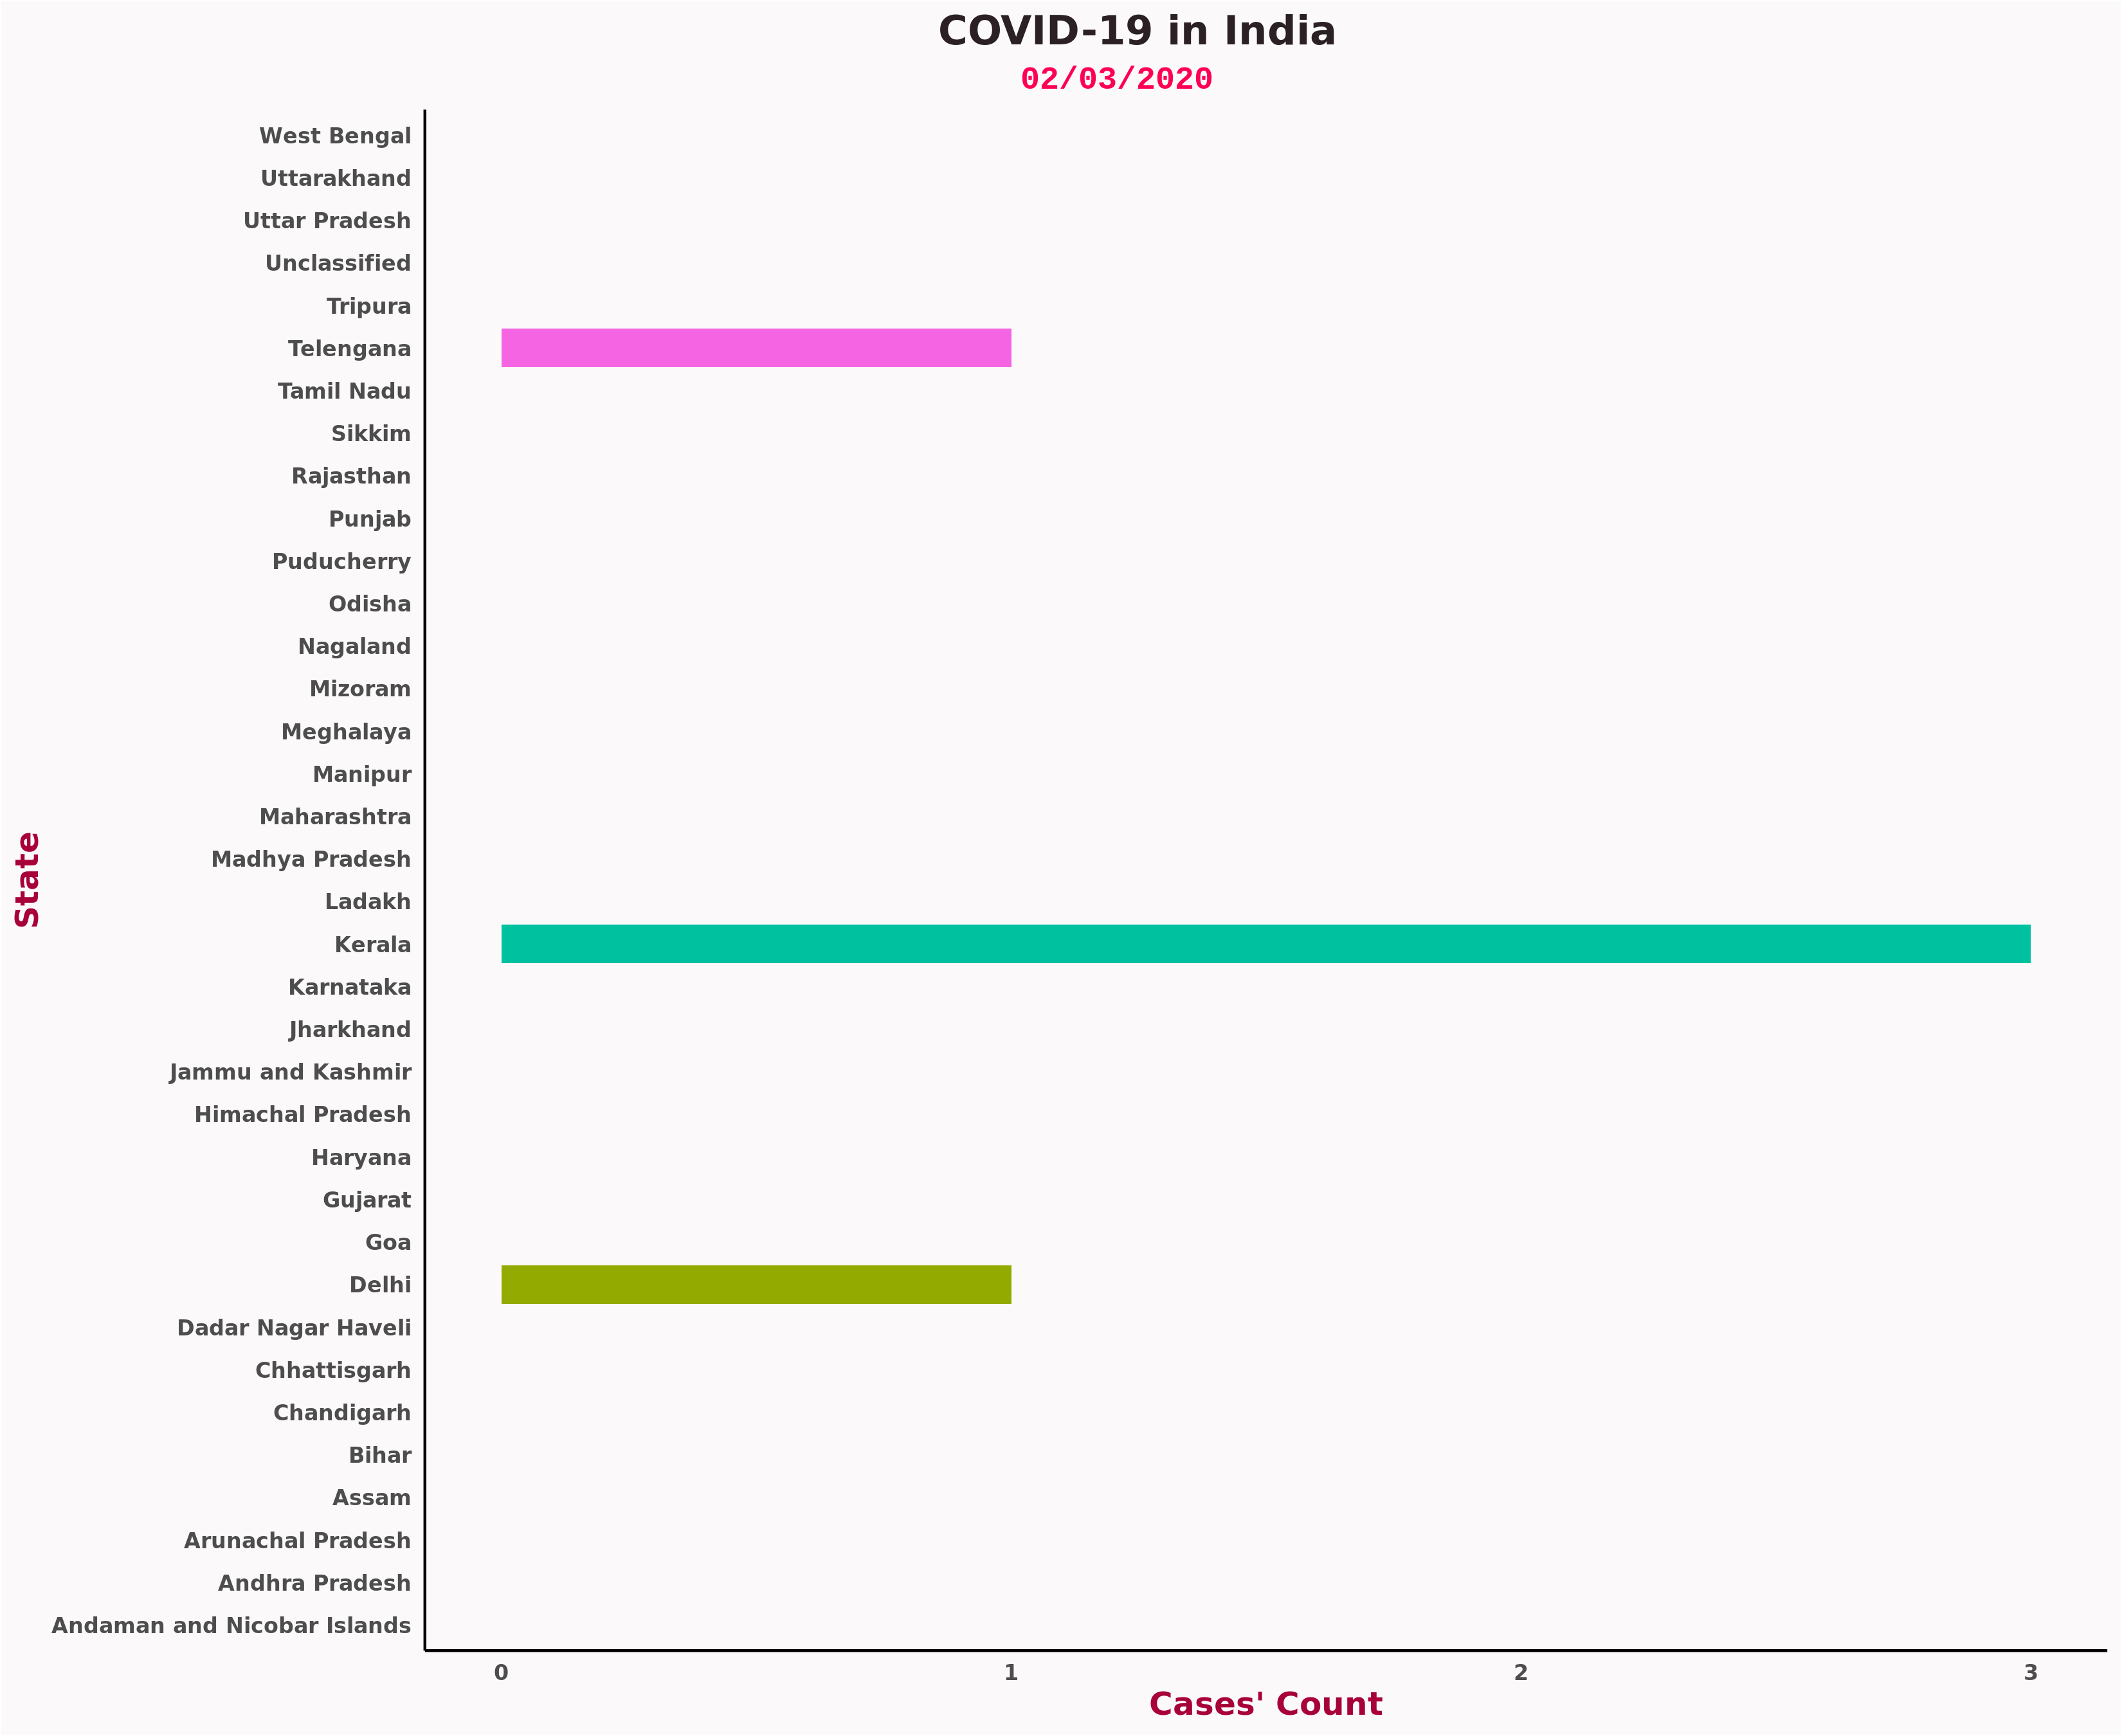 COVID-19 in India
02/03/2020
West Bengal
Uttarakhand
Uttar Pradesh
Unclassified
Tripura
Telengana
Tamil Nadu
Sikkim
Rajasthan
Punjab
Puducherry
Odisha
Nagaland
Mizoram
Meghalaya
Manipur
Maharashtra
Madhya Pradesh
Ladakh
Kerala
Karnataka
Jharkhand
Jammu and Kashmir
Himachal Pradesh
Haryana
Gujarat
Goa
Delhi
Dadar Nagar Haveli
Chhattisgarh
Chandigarh
Bihar
Assam
Arunachal Pradesh
Andhra Pradesh
Andaman and Nicobar Islands
State
0 1 2 3
Cases' Count